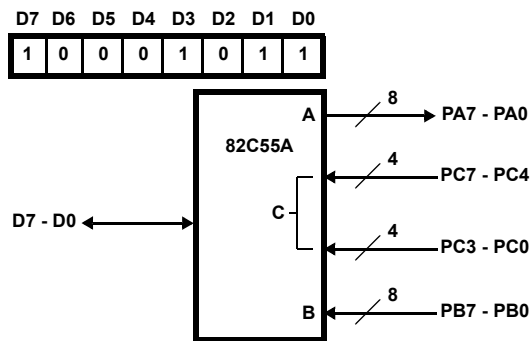 D7 D6 D5 D4 D3 D2 D1 D0
1 0 0 0 1 0 1 1
8
A
PA7 - PA0
82C55A
4
PC7 - PC4
C
D7 - D0
4
PC3 - PC0
8
B
PB7 - PB0